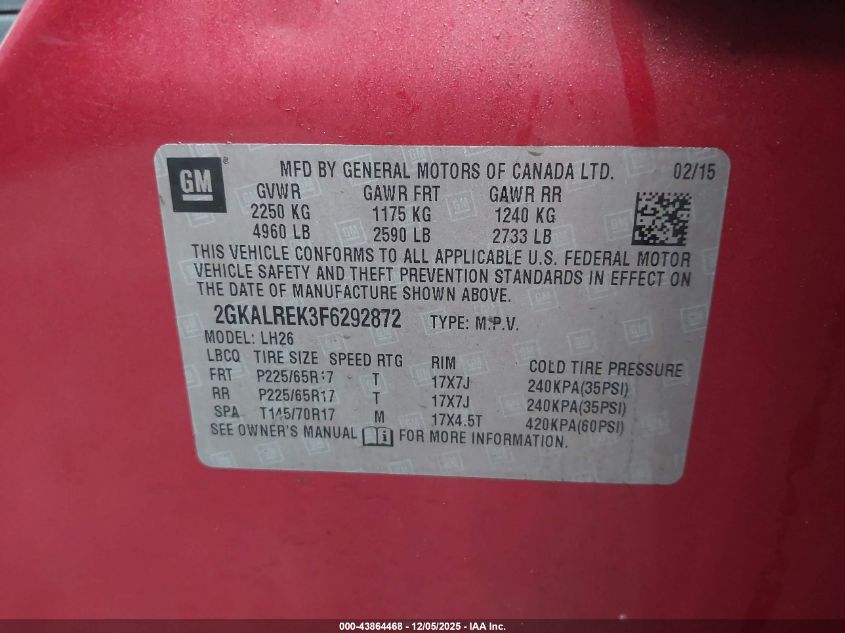 GM ® MFD BY GENERAL MOTORS OF CANADA LTD. 02/15
GVWR GAWR FRT GAWR RR
2250 KG 1175 KG 1240 KG
4960 LB 2590 LB 2733 LB
THIS VEHICLE CONFORMS TO ALL APPLICABLE U.S. FEDERAL MOTOR
VEHICLE SAFETY AND THEFT PREVENTION STANDARDS IN EFFECT ON
THE DATE OF MANUFACTURE SHOWN ABOVE.
2GKALREK3F6292872 TYPE: M.P.V.
MODEL: LH26
LBCQ TIRE SIZE SPEED RTG RIM COLD TIRE PRESSURE
FRT P225/65R17 T 17X7J 240KPA(35PSI)
RR P225/65R17 T 17X7J 240KPA(35PSI)
SPA T145/70R17 M 17X4.5T 420KPA(60PSI)
SEE OWNER'S MANUAL i FOR MORE INFORMATION.
000-43864468 - 12/05/2025 - IAA Inc.